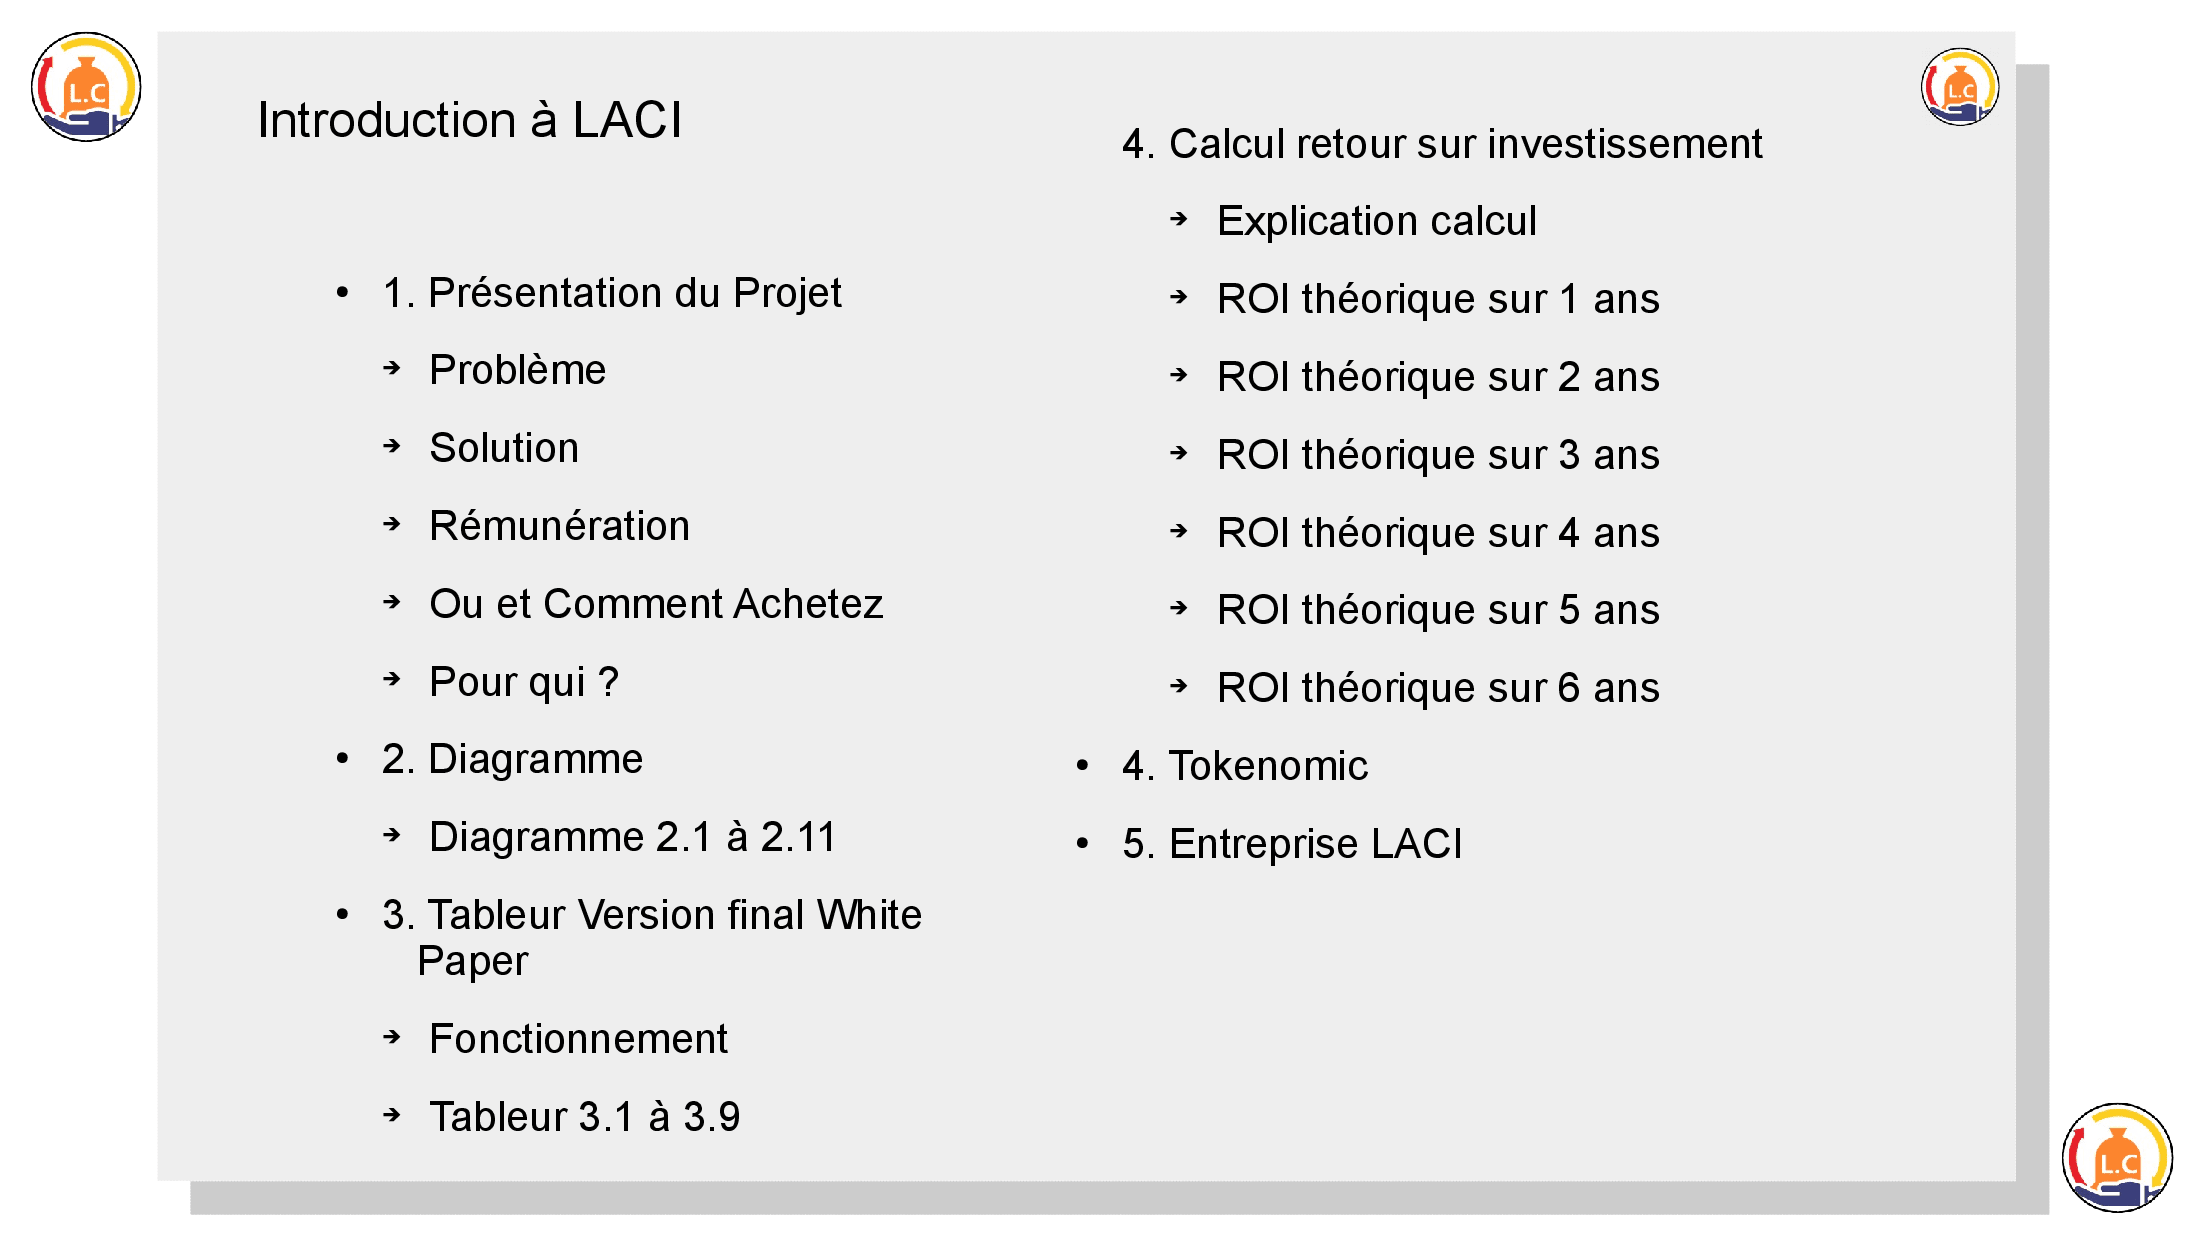 L.C
L.C
Introduction à LACI
• 1. Présentation du Projet
➔ Problème
➔ Solution
➔ Rémunération
➔ Ou et Comment Achetez
➔ Pour qui ?
• 2. Diagramme
➔ Diagramme 2.1 à 2.11
• 3. Tableur Version final White
Paper
➔ Fonctionnement
➔ Tableur 3.1 à 3.9
4. Calcul retour sur investissement
➔ Explication calcul
➔ ROI théorique sur 1 ans
➔ ROI théorique sur 2 ans
➔ ROI théorique sur 3 ans
➔ ROI théorique sur 4 ans
➔ ROI théorique sur 5 ans
➔ ROI théorique sur 6 ans
• 4. Tokenomic
• 5. Entreprise LACI
L.C